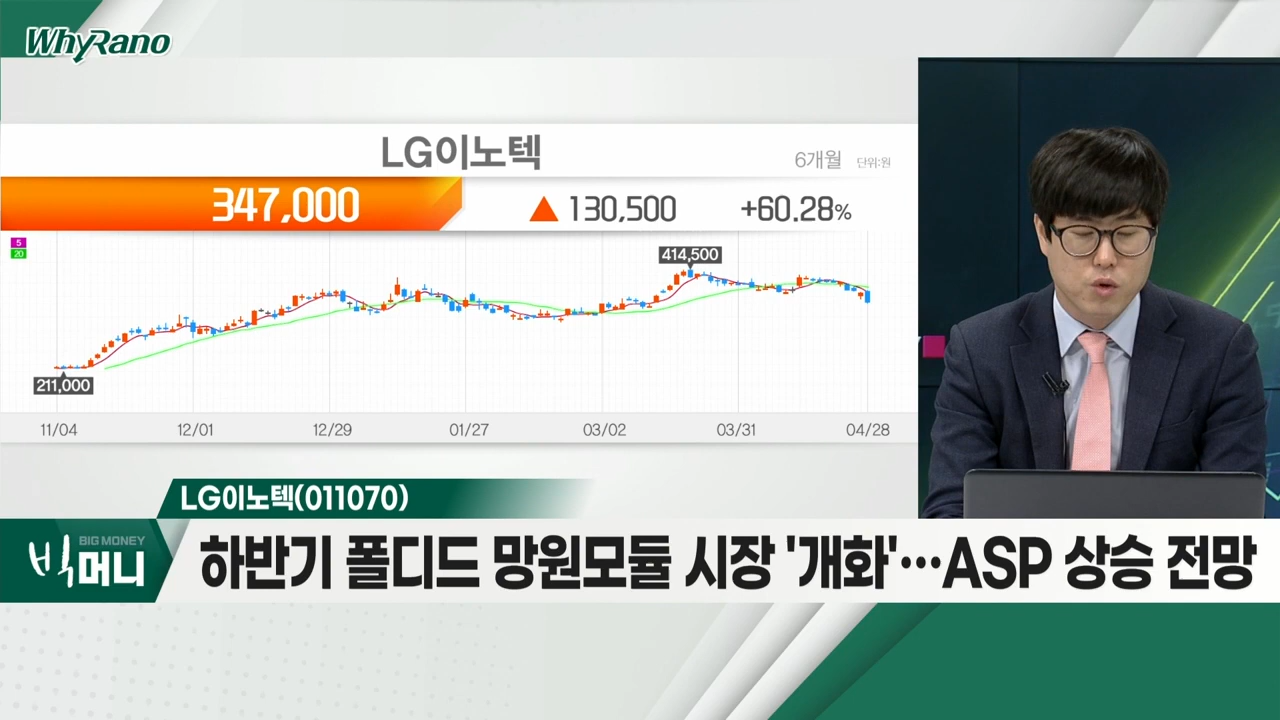 WhyRano
LG이노텍
6개월 단위:원
347,000 ▲ 130,500 +60.28%
5
20
414,500
211,000
11/04 12/01 12/29 01/27 03/02 03/31 04/28
LG이노텍(011070)
BIG MONEY
빅머니
하반기 폴디드 망원모듈 시장 '개화'…ASP 상승 전망